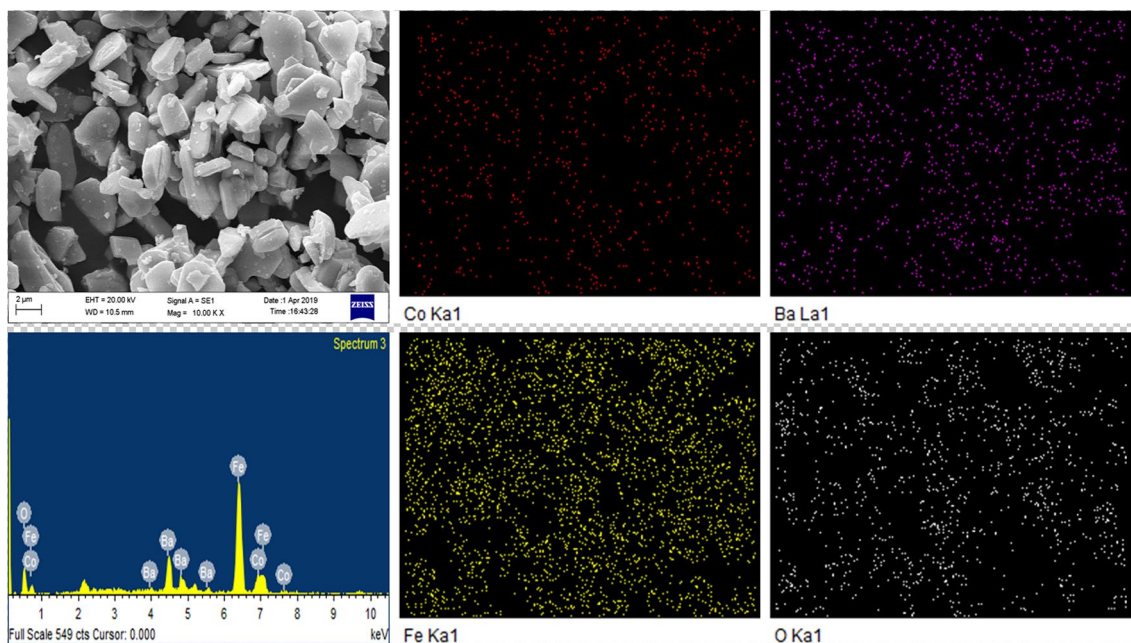 2 µm
EHT = 20.00 kV
Signal A = SE1
Date :1 Apr 2019
WD = 10.5 mm
Mag = 10.00 K X
Time :16:43:28
ZEISS
Co Ka1
Ba La1
Spectrum 3
Fe
O
Fe
Co
Ba
Ba
Ba
Ba
Fe
Co
Co
1 2 3 4 5 6 7 8 9 10
Full Scale 549 cts Cursor: 0.000
keV
Fe Ka1
O Ka1